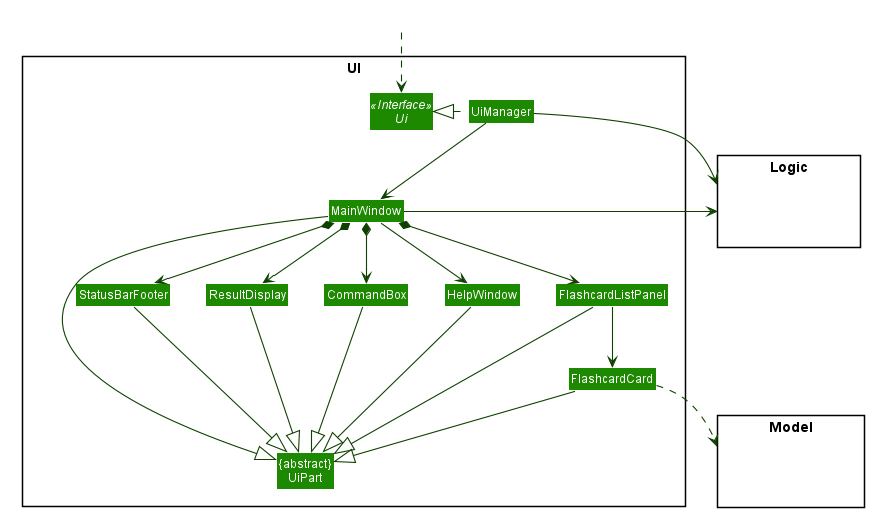 UI
«Interface»
Ui
UiManager
Logic
MainWindow
StatusBarFooter
ResultDisplay
CommandBox
HelpWindow
FlashcardListPanel
FlashcardCard
Model
{abstract}
UiPart